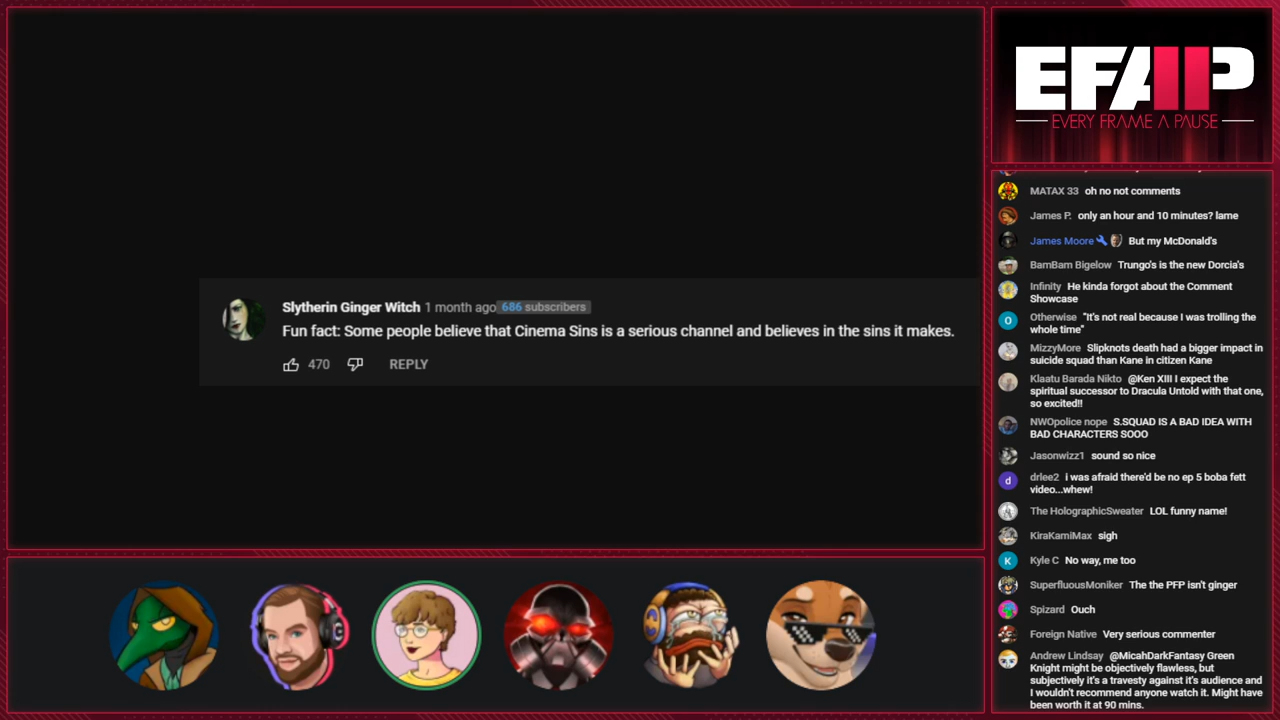 Slytherin Ginger Witch 1 month ago 686 subscribers
Fun fact: Some people believe that Cinema Sins is a serious channel and believes in the sins it makes.
470 REPLY
EFAP
EVERY FRAME A PAUSE
MATAX 33 oh no not comments
James P. only an hour and 10 minutes? lame
James Moore But my McDonald's
BamBam Bigelow Trungo's is the new Dorcia's
Infinity He kinda forgot about the Comment
Showcase
O
Otherwise "It's not real because I was trolling the
whole time"
MizzyMore Slipknots death had a bigger impact in
suicide squad than Kane in citizen Kane
Klaatu Barada Nikto @Ken XIII I expect the
spiritual successor to Dracula Untold with that one,
so excited!!
NWOpolice nope S.SQUAD IS A BAD IDEA WITH
BAD CHARACTERS SOOO
Jasonwizz1 sound so nice
d
drlee2 i was afraid there'd be no ep 5 boba fett
video...whew!
The HolographicSweater LOL funny name!
KiraKamiMax sigh
K
Kyle C No way, me too
SuperfluousMoniker The the PFP isn't ginger
Spizard Ouch
Foreign Native Very serious commenter
Andrew Lindsay @MicahDarkFantasy Green
Knight might be objectively flawless, but
subjectively it's a travesty against it's audience and
I wouldn't recommend anyone watch it. Might have
been worth it at 90 mins.